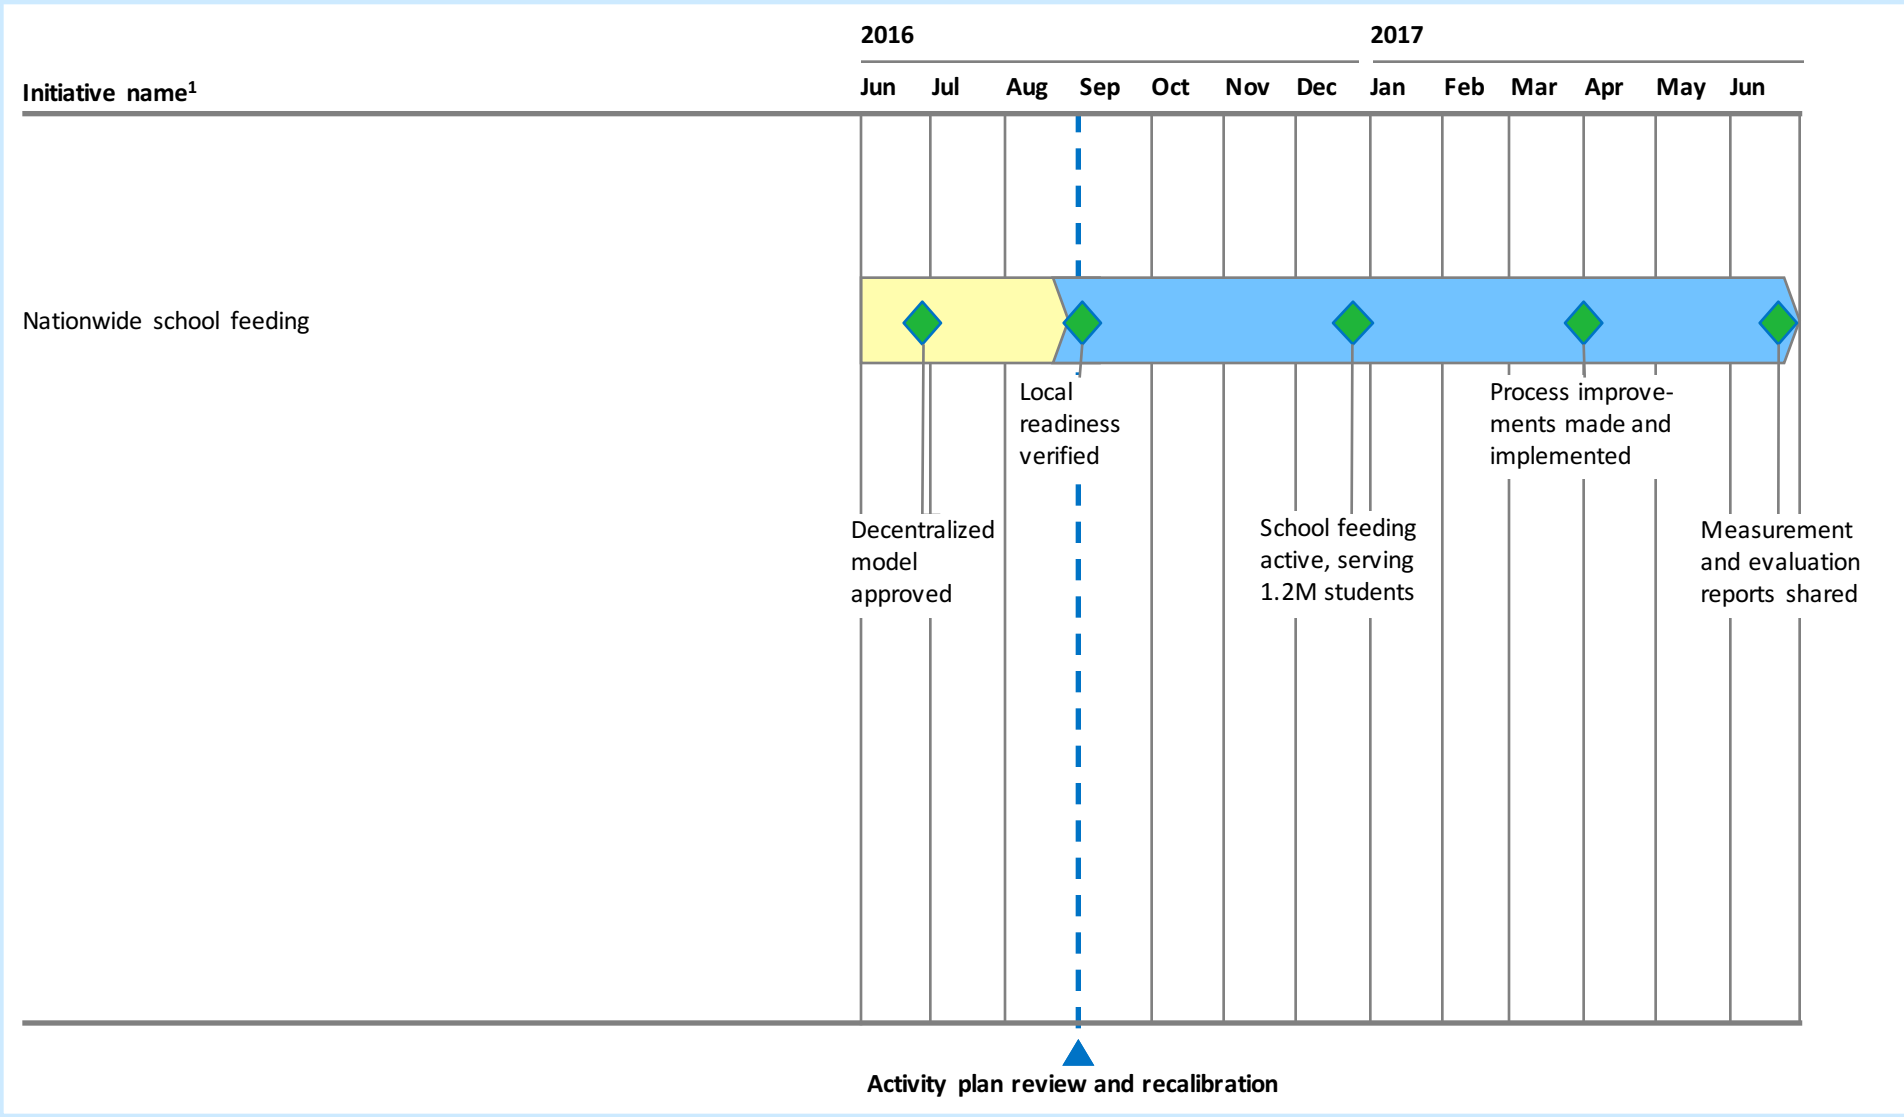 2016 2017
Initiative name1 Jun Jul Aug Sep Oct Nov Dec Jan Feb Mar Apr May Jun
Nationwide school feeding
Local
readiness
verified
Process improve-
ments made and
implemented
Decentralized
model
approved
School feeding
active, serving
1.2M students
Measurement
and evaluation
reports shared
Activity plan review and recalibration